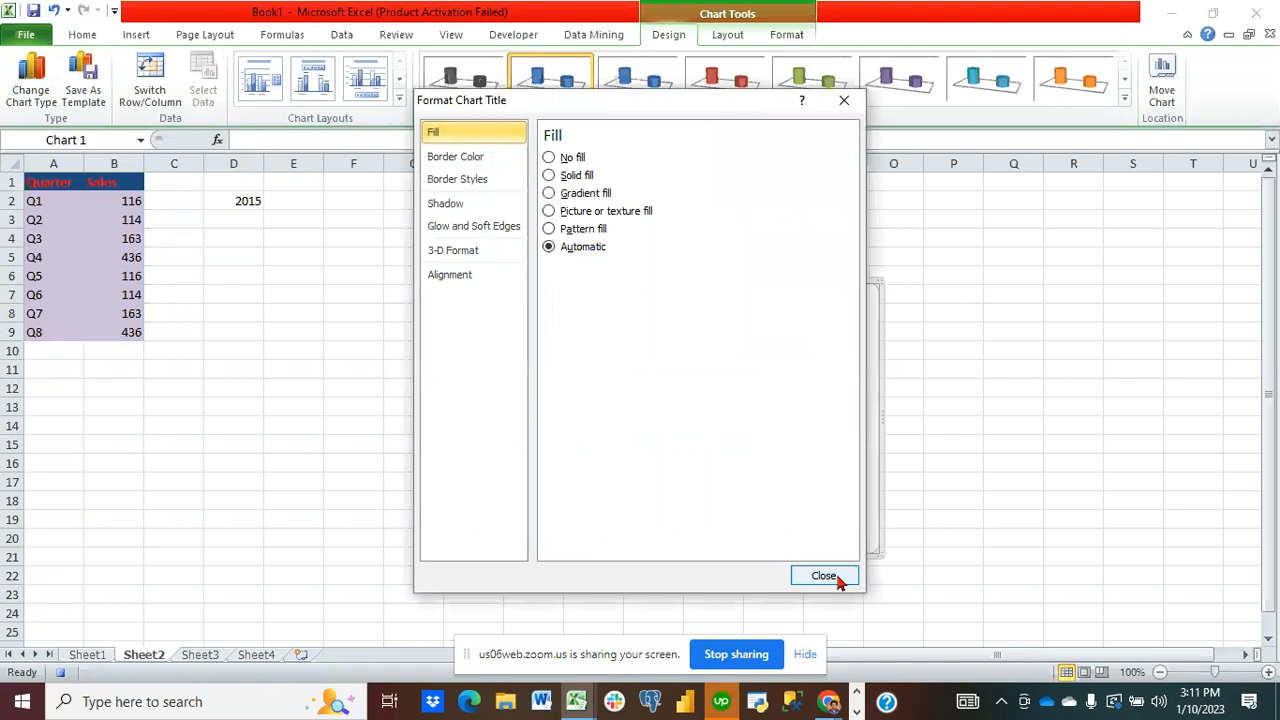 Book1 - Microsoft Excel (Product Activation Failed)
Chart Tools
File Home Insert Page Layout Formulas Data Review View Developer Data Mining Design Layout Format
Change Chart Type
Save As Template
Switch Row/Column
Select Data
Move Chart
Type Data Chart Layouts Location
Chart 1
fx
Format Chart Title
Fill
Border Color
Border Styles
Shadow
Glow and Soft Edges
3-D Format
Alignment
Fill
No fill
Solid fill
Gradient fill
Picture or texture fill
Pattern fill
Automatic
Close
A B C D E F O P Q R S T U
1 Quarter Sales
2 Q1 116 2015
3 Q2 114
4 Q3 163
5 Q4 436
6 Q5 116
7 Q6 114
8 Q7 163
9 Q8 436
10
11
12
13
14
15
16
17
18
19
20
21
22
23
24
25
Sheet1 Sheet2 Sheet3 Sheet4
us06web.zoom.us is sharing your screen. Stop sharing Hide
Ready 100%
Type here to search
up
3:11 PM
1/10/2023